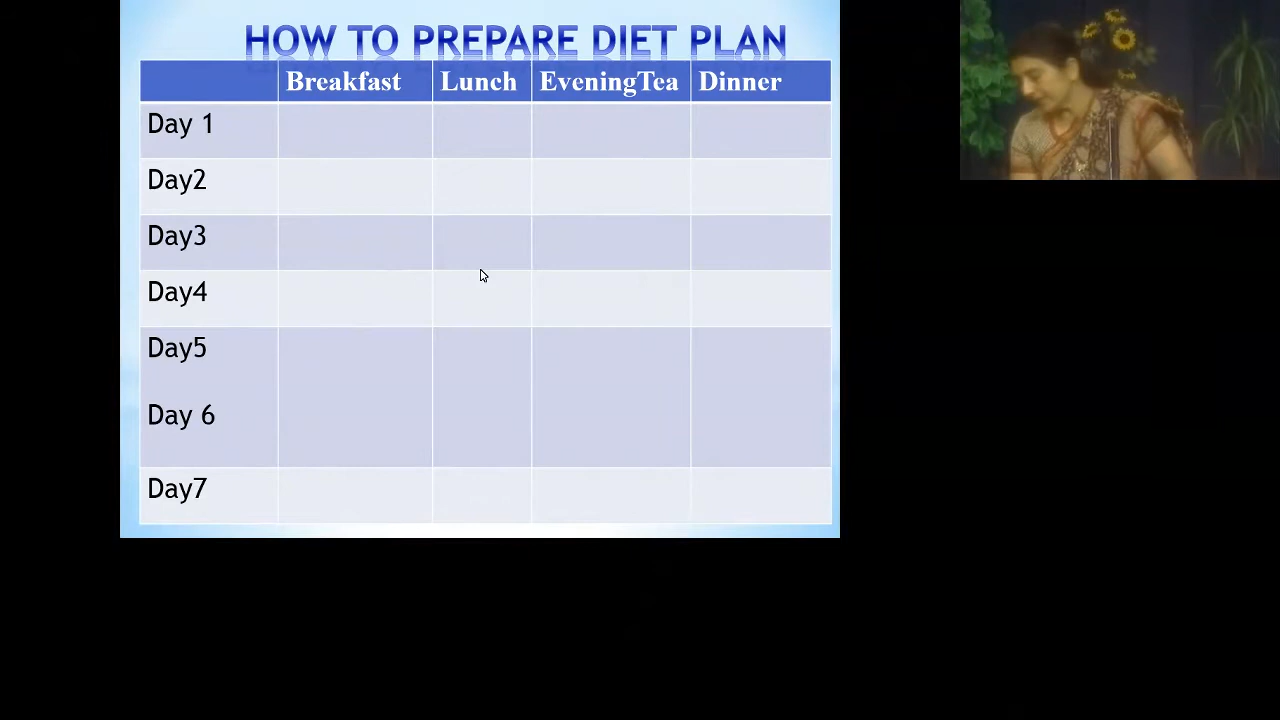 HOW TO PREPARE DIET PLAN
Breakfast Lunch EveningTea Dinner
Day 1
Day2
Day3
Day4
Day5
Day 6
Day7